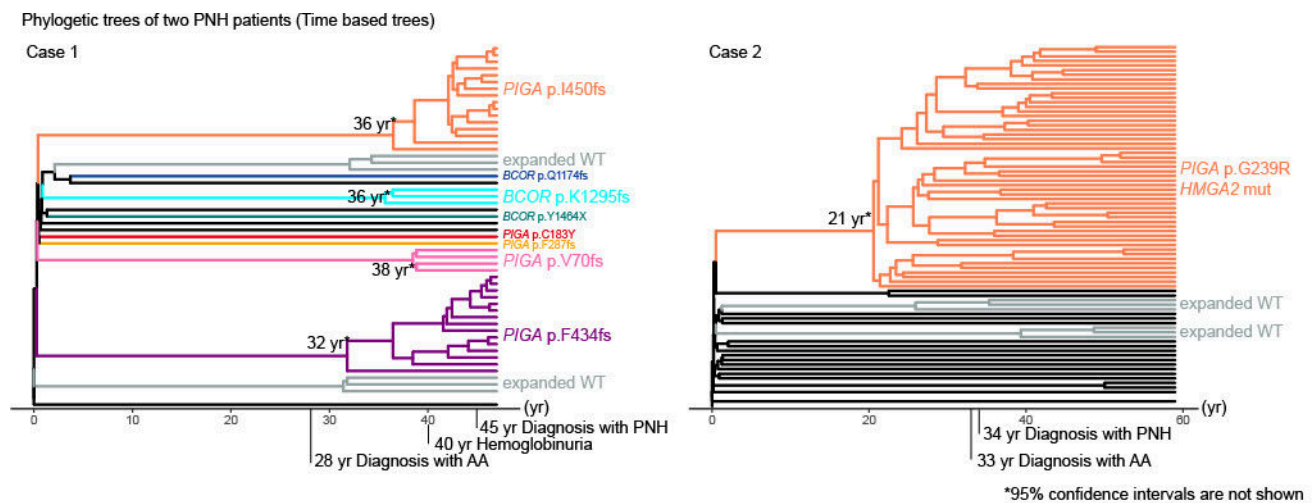 Phylogetic trees of two PNH patients (Time based trees)
Case 1
PIGA p.I450fs
36 yr*
expanded WT
BCOR p.Q1174fs
36 yr*
BCOR p.K1295fs
BCOR p.Y1464X
PIGA p.C183Y
PIGA p.F287fs
PIGA p.V70fs
38 yr*
PIGA p.F434fs
32 yr*
expanded WT
0 10 20 30 40 (yr)
45 yr Diagnosis with PNH
40 yr Hemoglobinuria
28 yr Diagnosis with AA
Case 2
PIGA p.G239R
HMGA2 mut
21 yr*
expanded WT
expanded WT
0 20 40 60 (yr)
34 yr Diagnosis with PNH
33 yr Diagnosis with AA
*95% confidence intervals are not shown